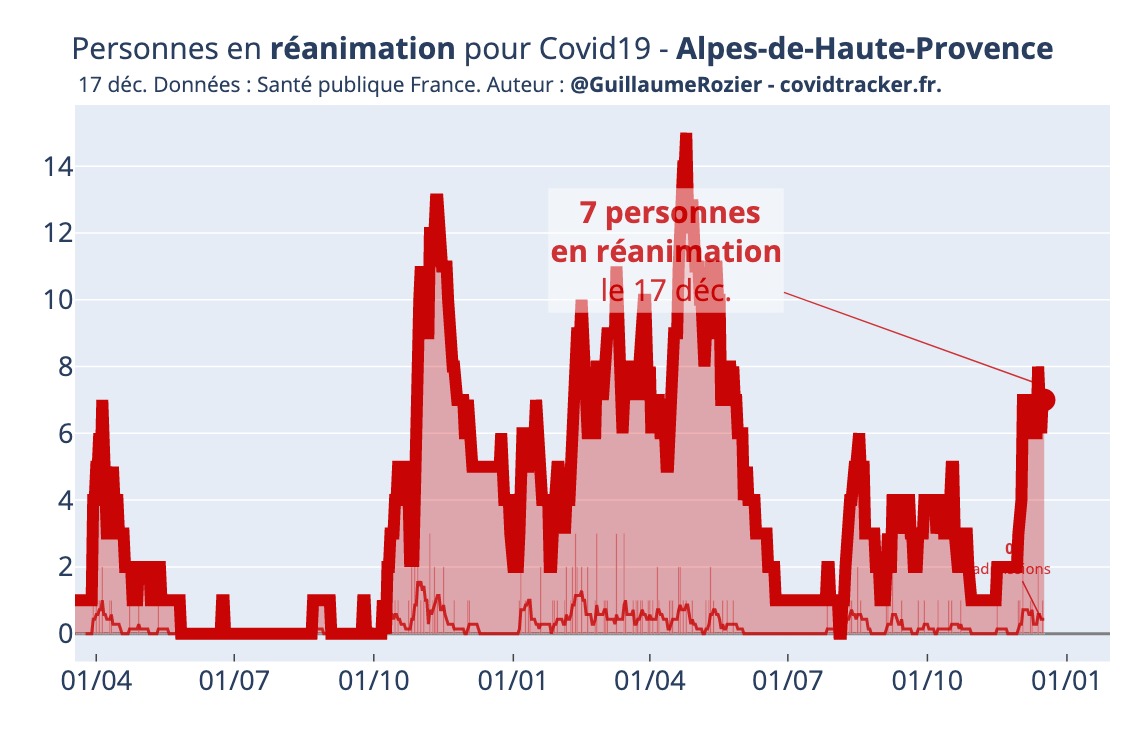 Personnes en réanimation pour Covid19 - Alpes-de-Haute-Provence
17 déc. Données : Santé publique France. Auteur : @GuillaumeRozier - covidtracker.fr.
14
12
10
8
6
4
2
0
7 personnes
en réanimation
le 17 déc.
0
admissions
01/04
01/07
01/10
01/01
01/04
01/07
01/10
01/01